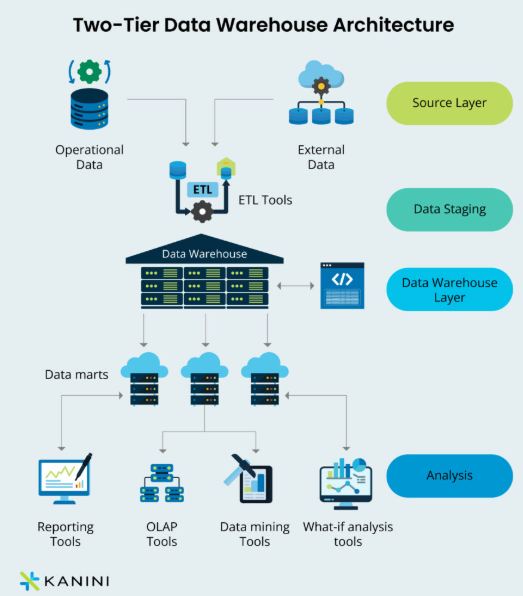 Two-Tier Data Warehouse Architecture
Source Layer
Operational
Data
External
Data
ETL
ETL Tools
Data Staging
Data Warehouse
</>
Data Warehouse
Layer
Data marts
Analysis
Reporting
Tools
OLAP
Tools
Data mining
Tools
What-if analysis
tools
KANINI